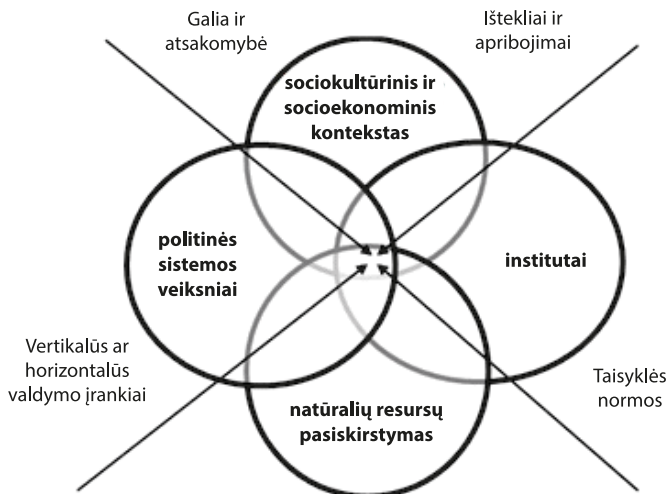 Galia ir
atsakomybė
Ištekliai ir
apribojimai
sociokultūrinis ir
socioekonominis
kontekstas
politinės
sistemos
veiksniai
institutai
Vertikalūs ar
horizontalūs
valdymo įrankiai
Taisyklės
normos
natūralių resursų
pasiskirstymas